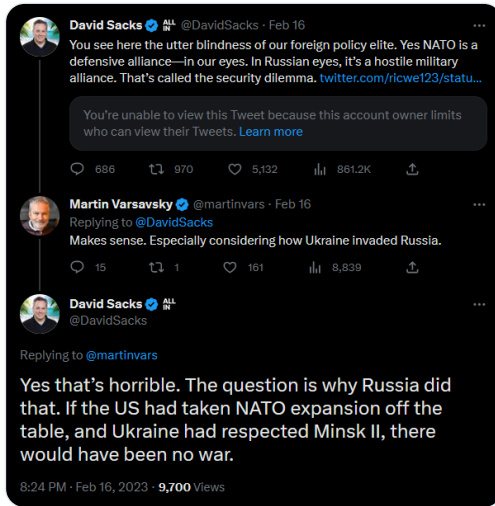 David Sacks ALL IN @DavidSacks · Feb 16
You see here the utter blindness of our foreign policy elite. Yes NATO is a
defensive alliance—in our eyes. In Russian eyes, it's a hostile military
alliance. That's called the security dilemma. twitter.com/ricwe123/statu...
You're unable to view this Tweet because this account owner limits
who can view their Tweets. Learn more
686 970 5,132 861.2K
Martin Varsavsky @martinvars · Feb 16
Replying to @DavidSacks
Makes sense. Especially considering how Ukraine invaded Russia.
15 1 161 8,839
David Sacks ALL IN
@DavidSacks
Replying to @martinvars
Yes that's horrible. The question is why Russia did
that. If the US had taken NATO expansion off the
table, and Ukraine had respected Minsk II, there
would have been no war.
8:24 PM · Feb 16, 2023 · 9,700 Views